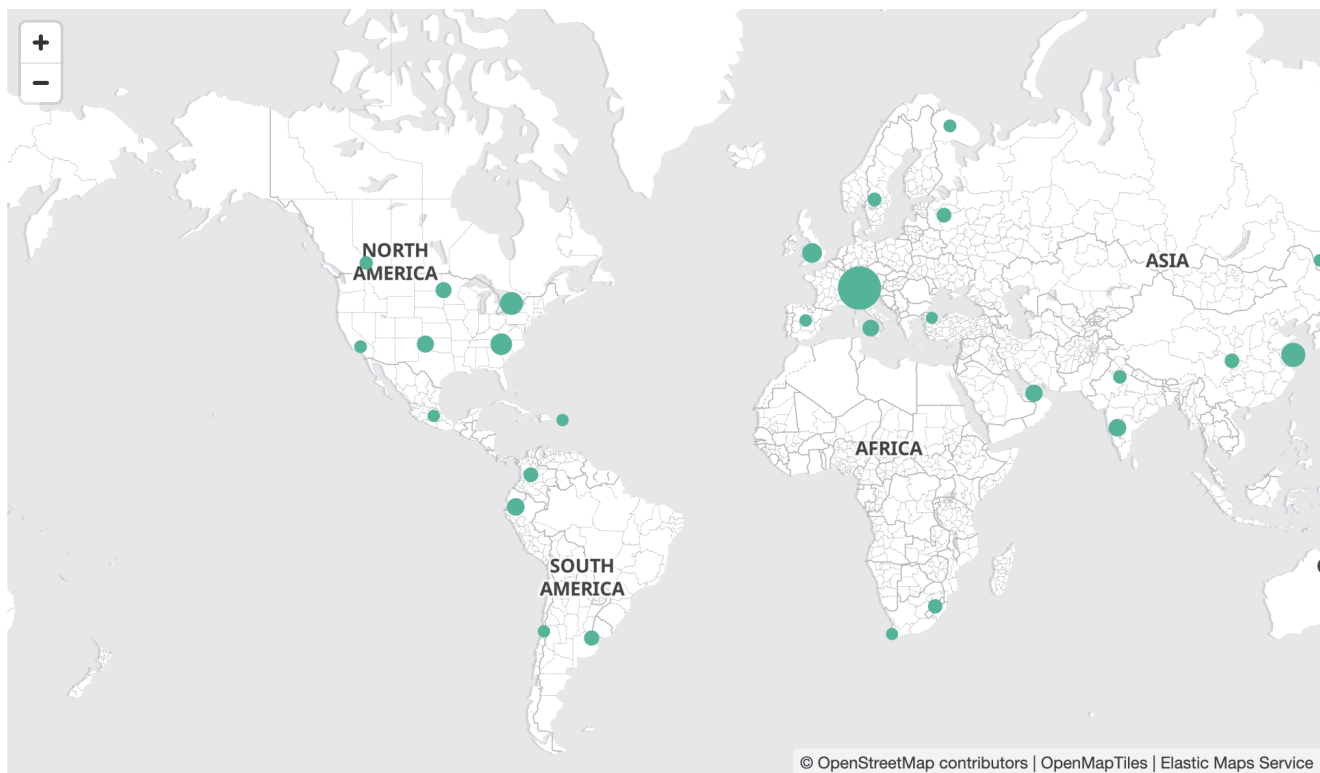 +
−
NORTH
AMERICA
ASIA
AFRICA
SOUTH
AMERICA
© OpenStreetMap contributors | OpenMapTiles | Elastic Maps Service